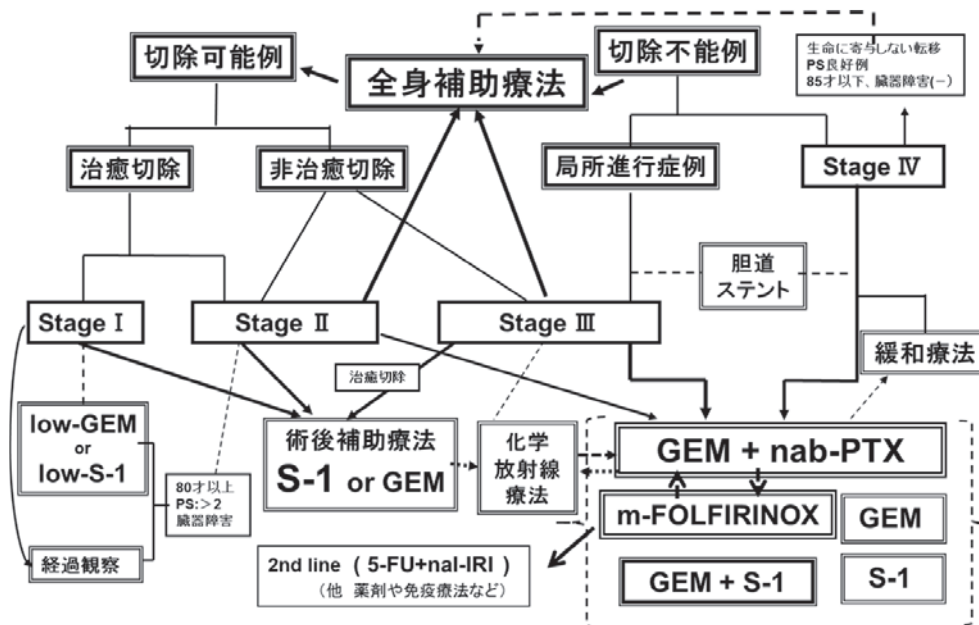 切除可能例
全身補助療法
切除不能例
生命に寄与しない転移
PS良好例
85才以下、臓器障害(−)
治癒切除
非治癒切除
局所進行症例
Stage Ⅳ
胆道
ステント
Stage Ⅰ
Stage Ⅱ
Stage Ⅲ
緩和療法
治癒切除
low-GEM
or
low-S-1
術後補助療法
S-1 or GEM
化学
放射線
療法
GEM + nab-PTX
80才以上
PS:>2
臓器障害
m-FOLFIRINOX
GEM
経過観察
2nd line ( 5-FU+nal-IRI )
(他 薬剤や免疫療法など)
GEM + S-1
S-1